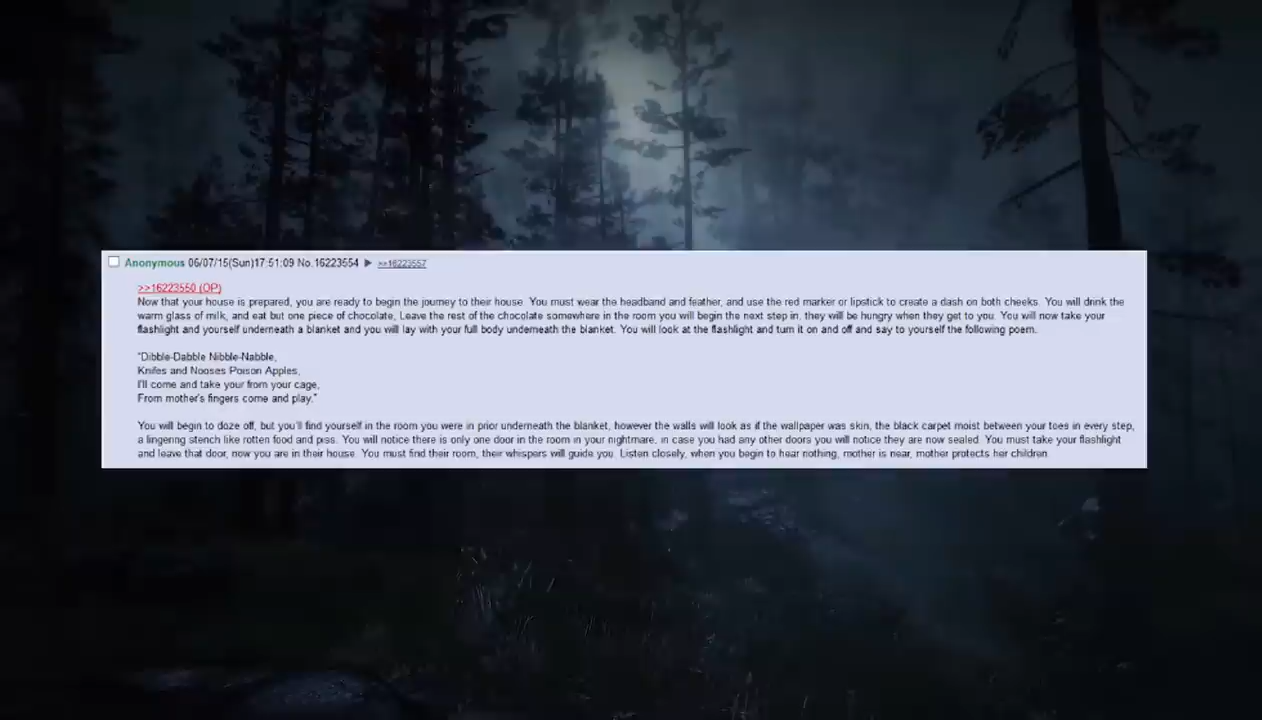 Anonymous 06/07/15(Sun)17:51:09 No.16223554 ▶ >>16223557
>>16223550 (OP)
Now that your house is prepared, you are ready to begin the journey to their house. You must wear the headband and feather, and use the red marker or lipstick to create a dash on both cheeks. You will drink the
warm glass of milk, and eat but one piece of chocolate, Leave the rest of the chocolate somewhere in the room you will begin the next step in, they will be hungry when they get to you. You will now take your
flashlight and yourself underneath a blanket and you will lay with your full body underneath the blanket. You will look at the flashlight and turn it on and off and say to yourself the following poem.
"Dibble-Dabble Nibble-Nabble,
Knifes and Nooses Poison Apples,
I'll come and take your from your cage,
From mother's fingers come and play."
You will begin to doze off, but you'll find yourself in the room you were in prior underneath the blanket, however the walls will look as if the wallpaper was skin, the black carpet moist between your toes in every step,
a lingering stench like rotten food and piss. You will notice there is only one door in the room in your nightmare, in case you had any other doors you will notice they are now sealed. You must take your flashlight
and leave that door, now you are in their house. You must find their room, their whispers will guide you. Listen closely, when you begin to hear nothing, mother is near, mother protects her children.